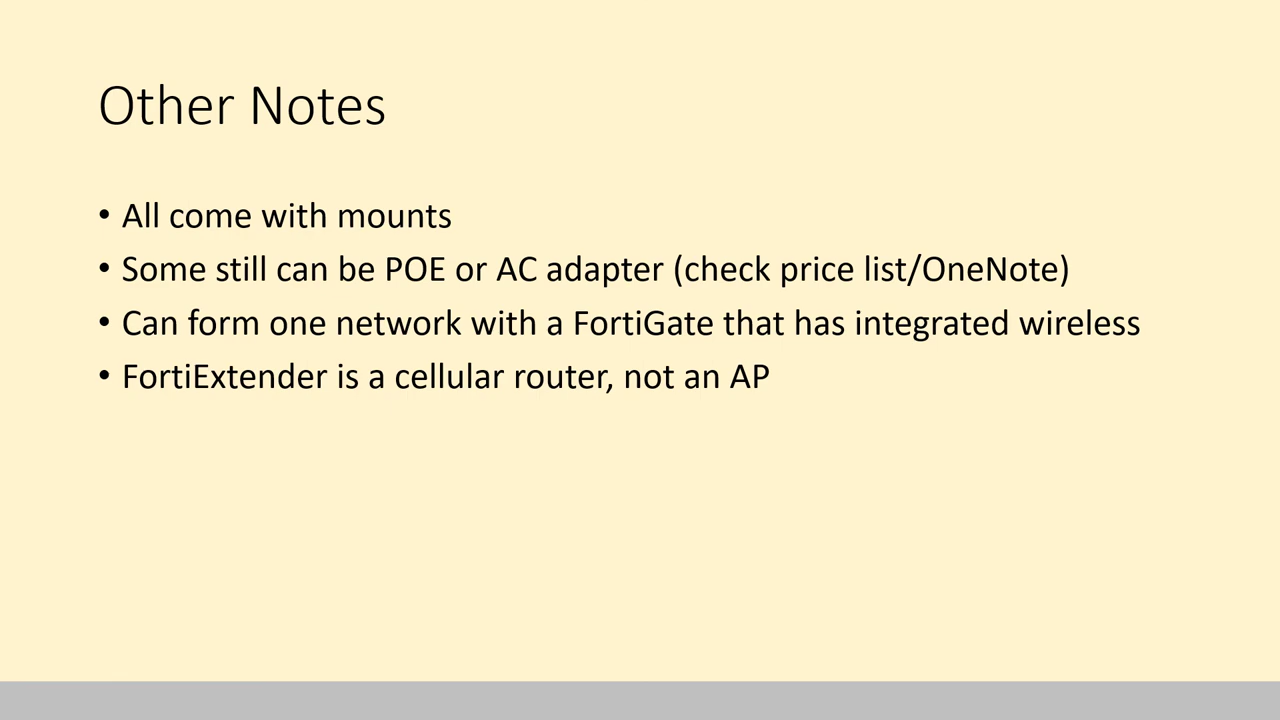 Other Notes
• All come with mounts
• Some still can be POE or AC adapter (check price list/OneNote)
• Can form one network with a FortiGate that has integrated wireless
• FortiExtender is a cellular router, not an AP